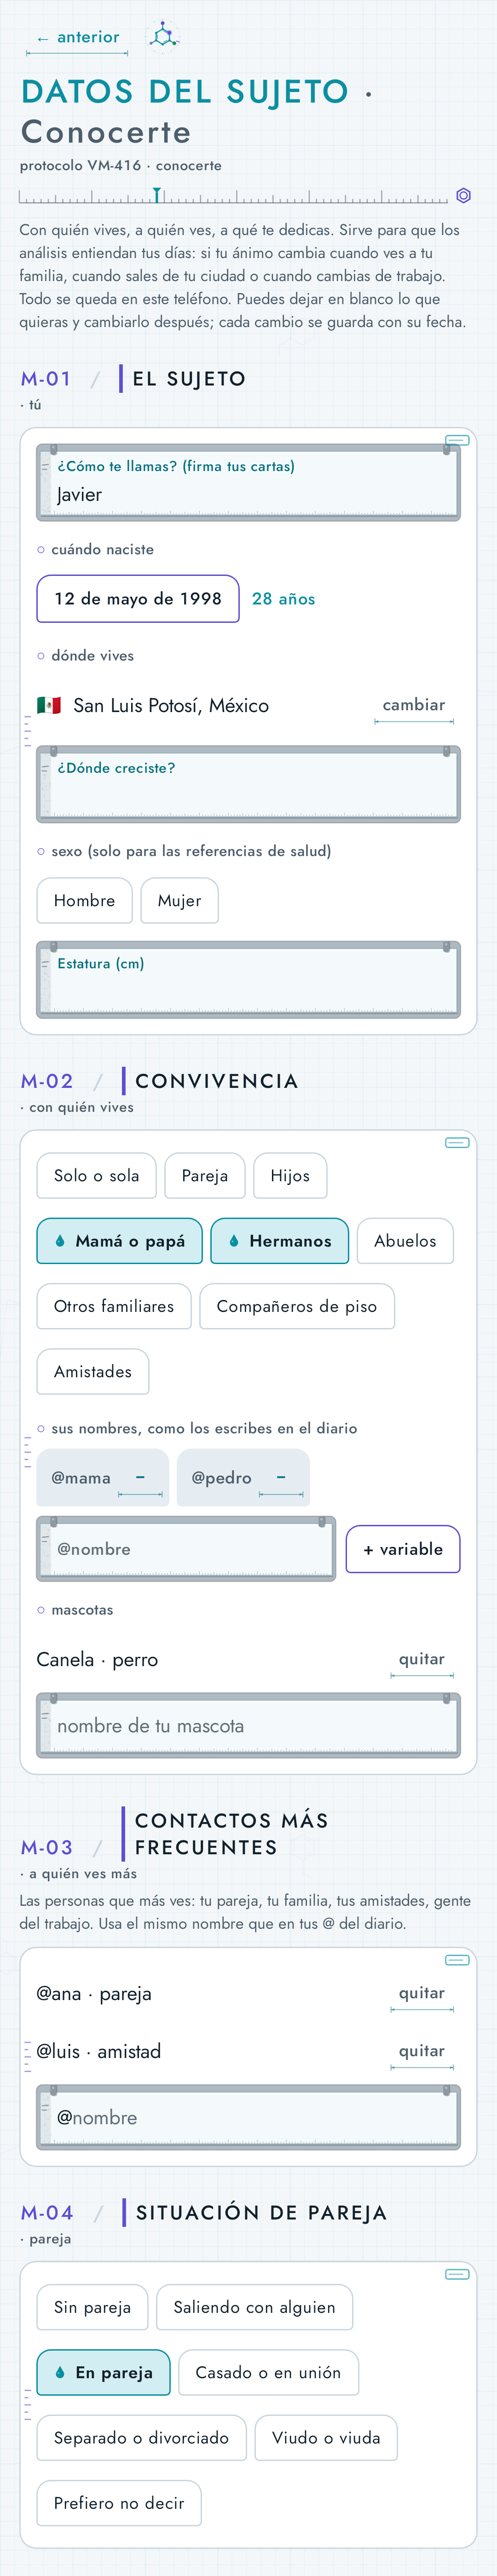 ← anterior
DATOS DEL SUJETO ·
Conocerte
protocolo VM-416 · conocerte
Con quién vives, a quién ves, a qué te dedicas. Sirve para que los
análisis entiendan tus días: si tu ánimo cambia cuando ves a tu
familia, cuando sales de tu ciudad o cuando cambias de trabajo.
Todo se queda en este teléfono. Puedes dejar en blanco lo que
quieras y cambiarlo después; cada cambio se guarda con su fecha.
M-01 / EL SUJETO
· tú
¿Cómo te llamas? (firma tus cartas)
Javier
cuándo naciste
12 de mayo de 1998 28 años
dónde vives
San Luis Potosí, México cambiar
¿Dónde creciste?
sexo (solo para las referencias de salud)
Hombre Mujer
Estatura (cm)
M-02 / CONVIVENCIA
· con quién vives
Solo o sola Pareja Hijos
Mamá o papá Hermanos Abuelos
Otros familiares Compañeros de piso
Amistades
sus nombres, como los escribes en el diario
@mama − @pedro −
@nombre + variable
mascotas
Canela · perro quitar
nombre de tu mascota
M-03 / CONTACTOS MÁS
FRECUENTES
· a quién ves más
Las personas que más ves: tu pareja, tu familia, tus amistades, gente
del trabajo. Usa el mismo nombre que en tus @ del diario.
@ana · pareja quitar
@luis · amistad quitar
@nombre
M-04 / SITUACIÓN DE PAREJA
· pareja
Sin pareja Saliendo con alguien
En pareja Casado o en unión
Separado o divorciado Viudo o viuda
Prefiero no decir